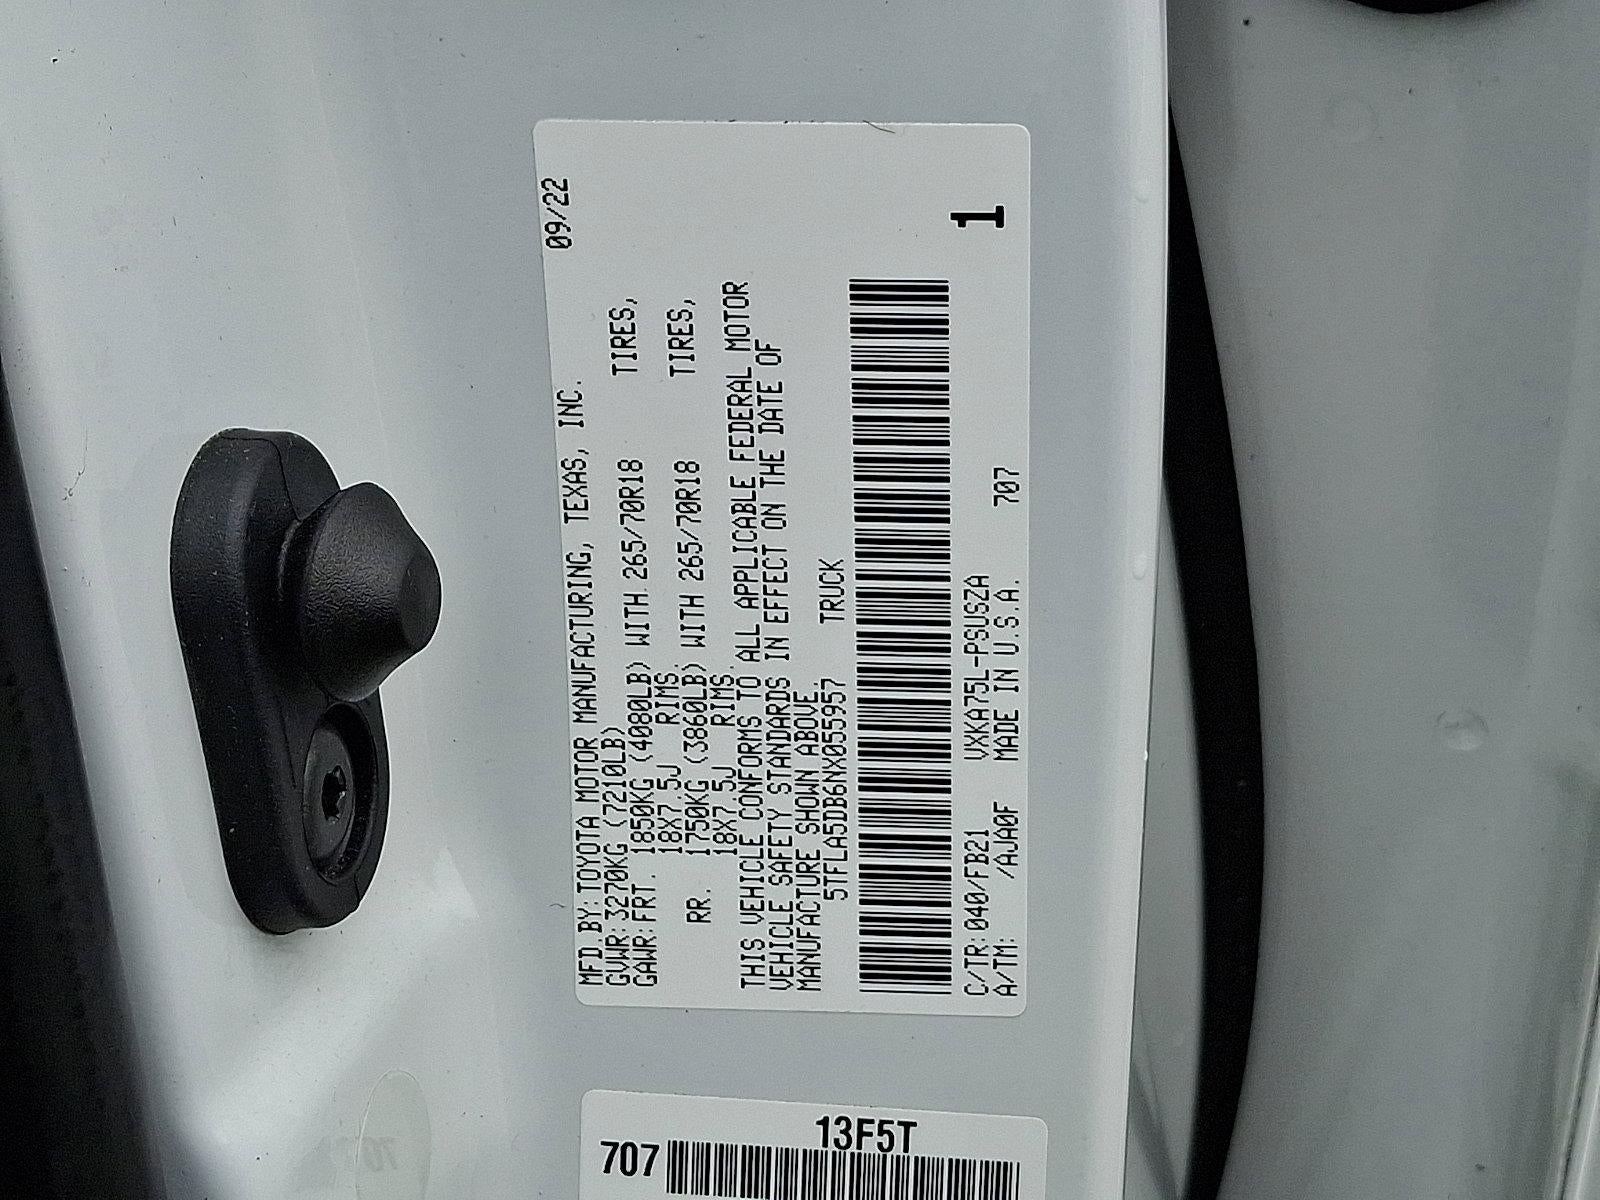 09/22
MFD.BY:TOYOTA MOTOR MANUFACTURING, TEXAS, INC.
GVWR:3270KG (7210LB)
GAWR:FRT. 1850KG (4080LB) WITH 265/70R18 TIRES,
18X7.5J RIMS.
RR. 1750KG (3860LB) WITH 265/70R18 TIRES,
18X7.5J RIMS.
THIS VEHICLE CONFORMS TO ALL APPLICABLE FEDERAL MOTOR
VEHICLE SAFETY STANDARDS IN EFFECT ON THE DATE OF
MANUFACTURE SHOWN ABOVE.
5TFLA5DB6NX055957 TRUCK
1
C/TR:040/FB21 VXKA75L-PSUSZA
A/TM: /AJA0F MADE IN U.S.A. 707
13F5T
707